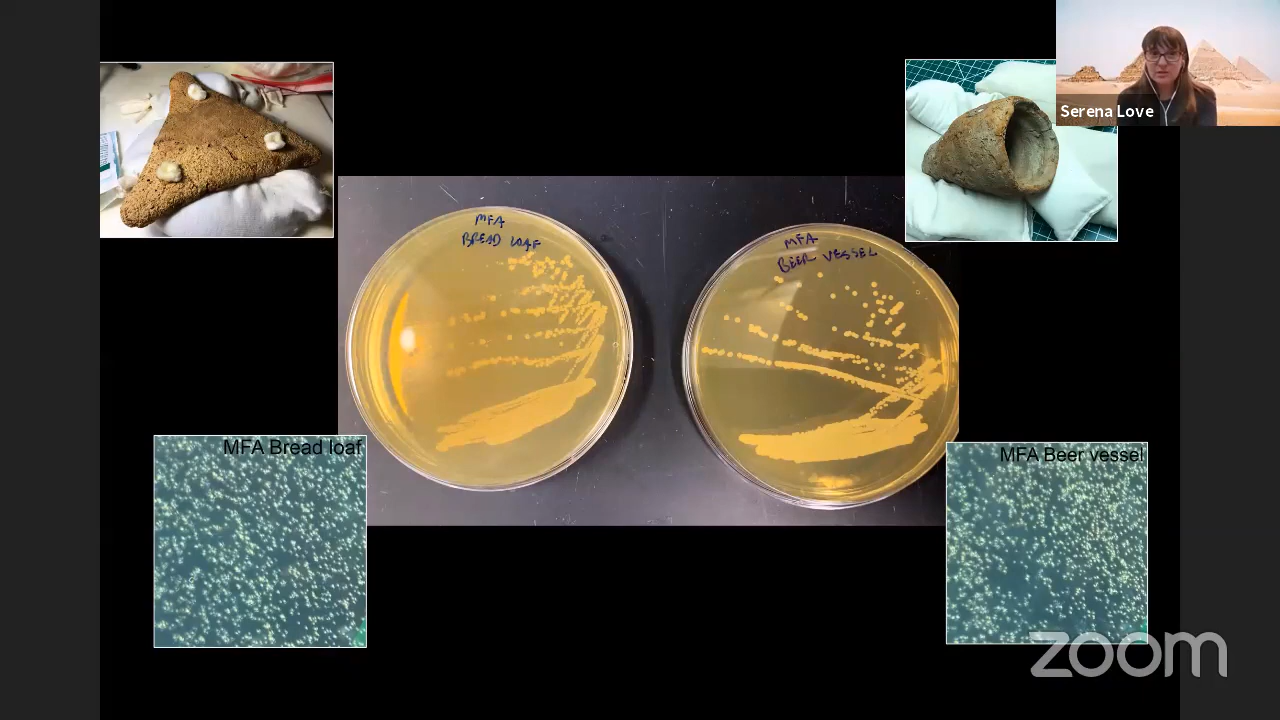 Serena Love
MFA
BREAD LOAF
MFA
BEER VESSEL
MFA Bread loaf
MFA Beer vessel
zoom